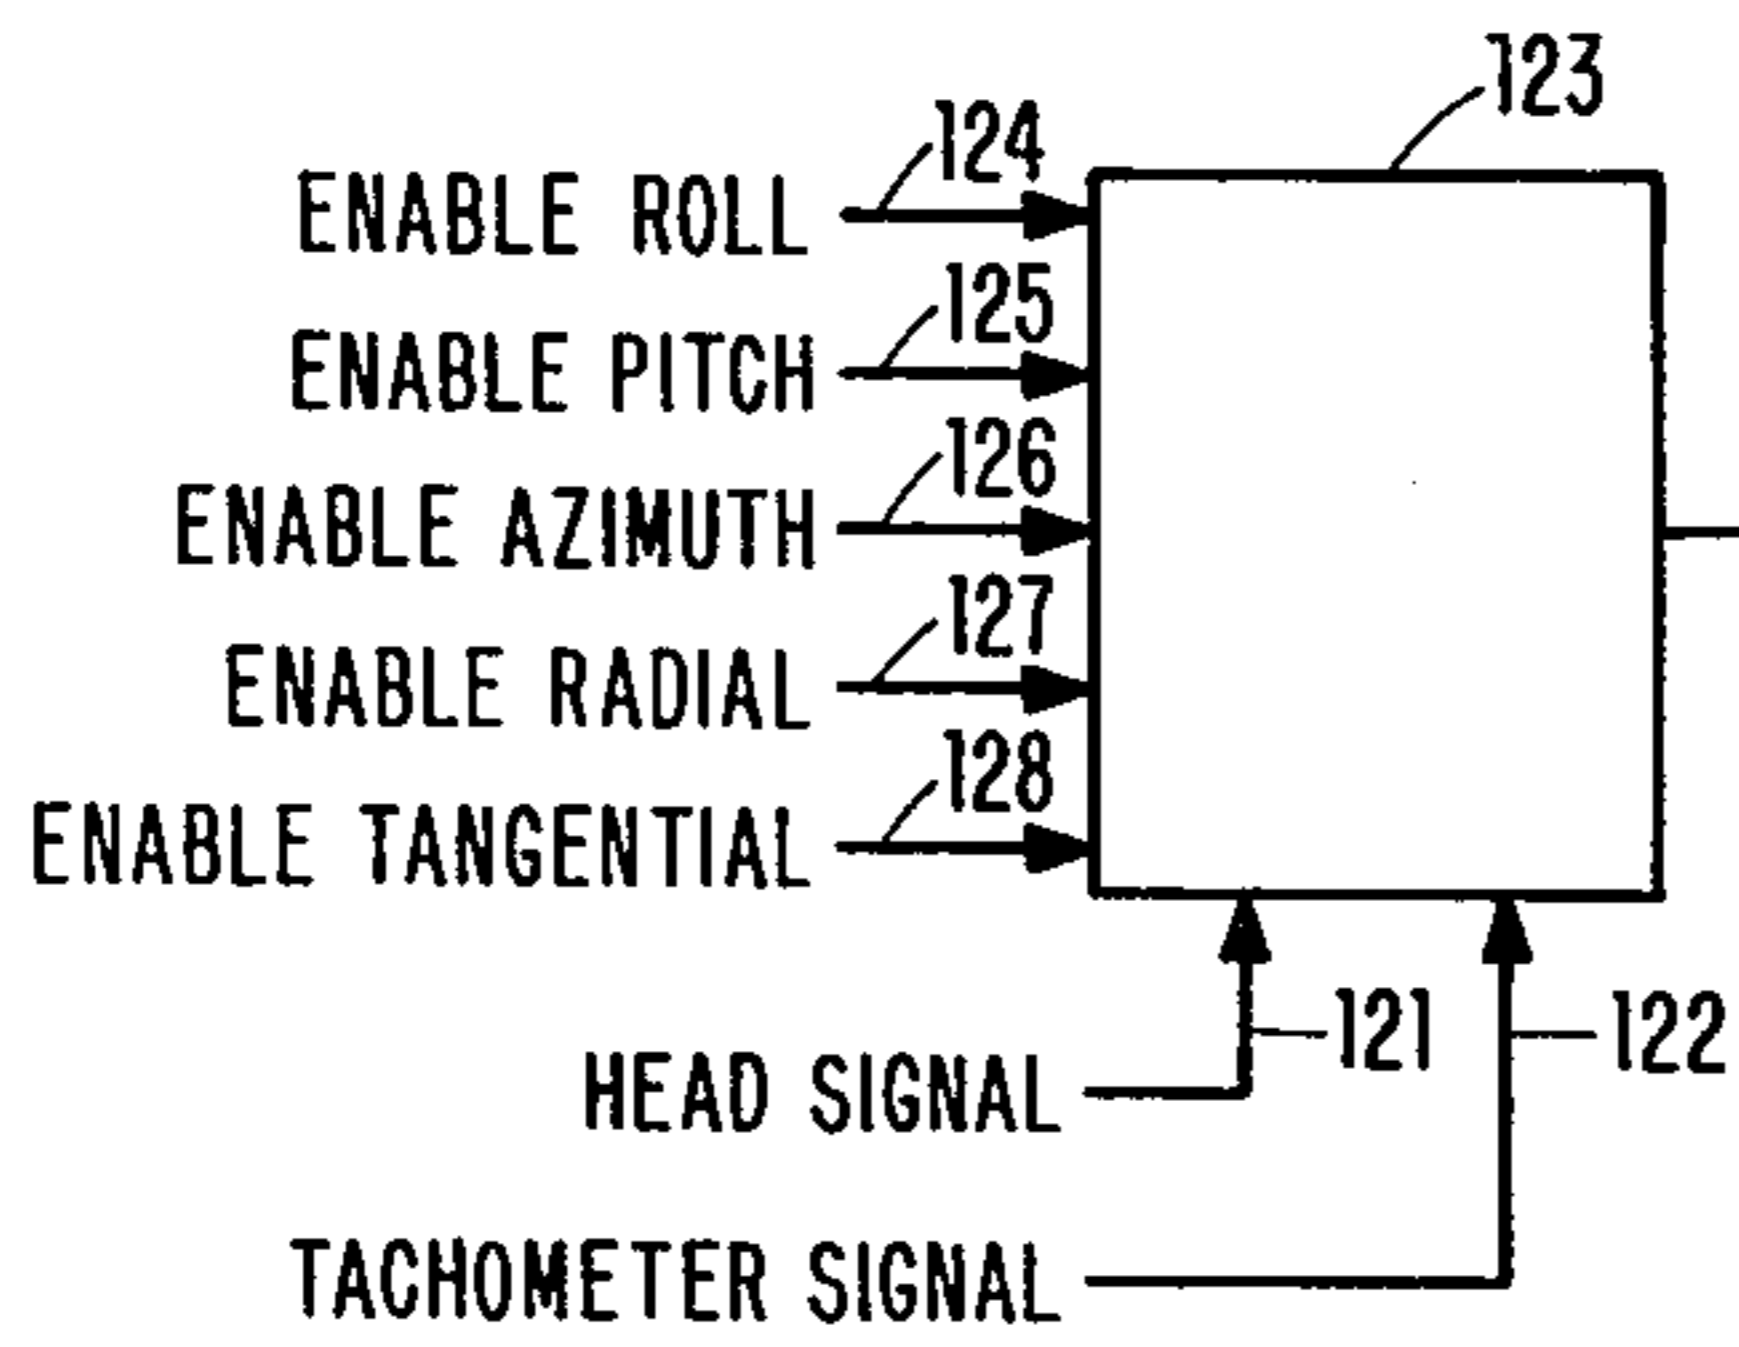 123
124
ENABLE ROLL
125
ENABLE PITCH
126
ENABLE AZIMUTH
127
ENABLE RADIAL
128
ENABLE TANGENTIAL
121
122
HEAD SIGNAL
TACHOMETER SIGNAL